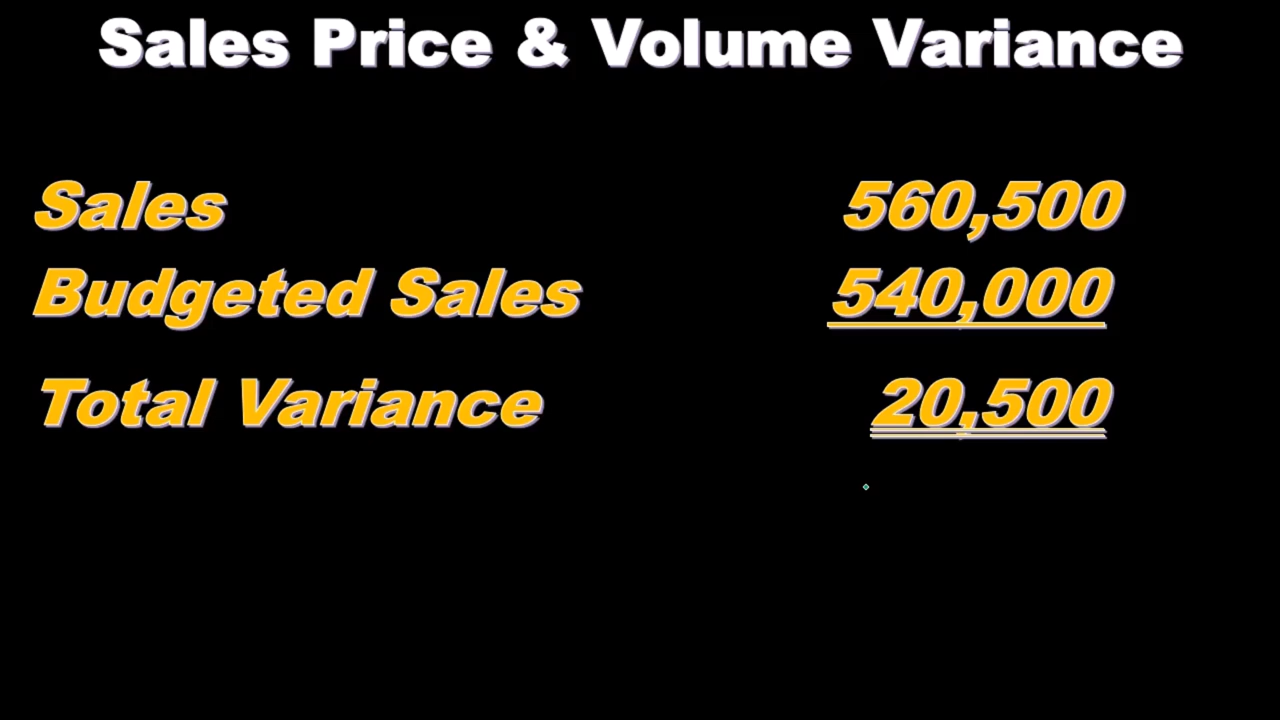 Sales Price & Volume Variance
Sales 560,500
Budgeted Sales 540,000
Total Variance 20,500